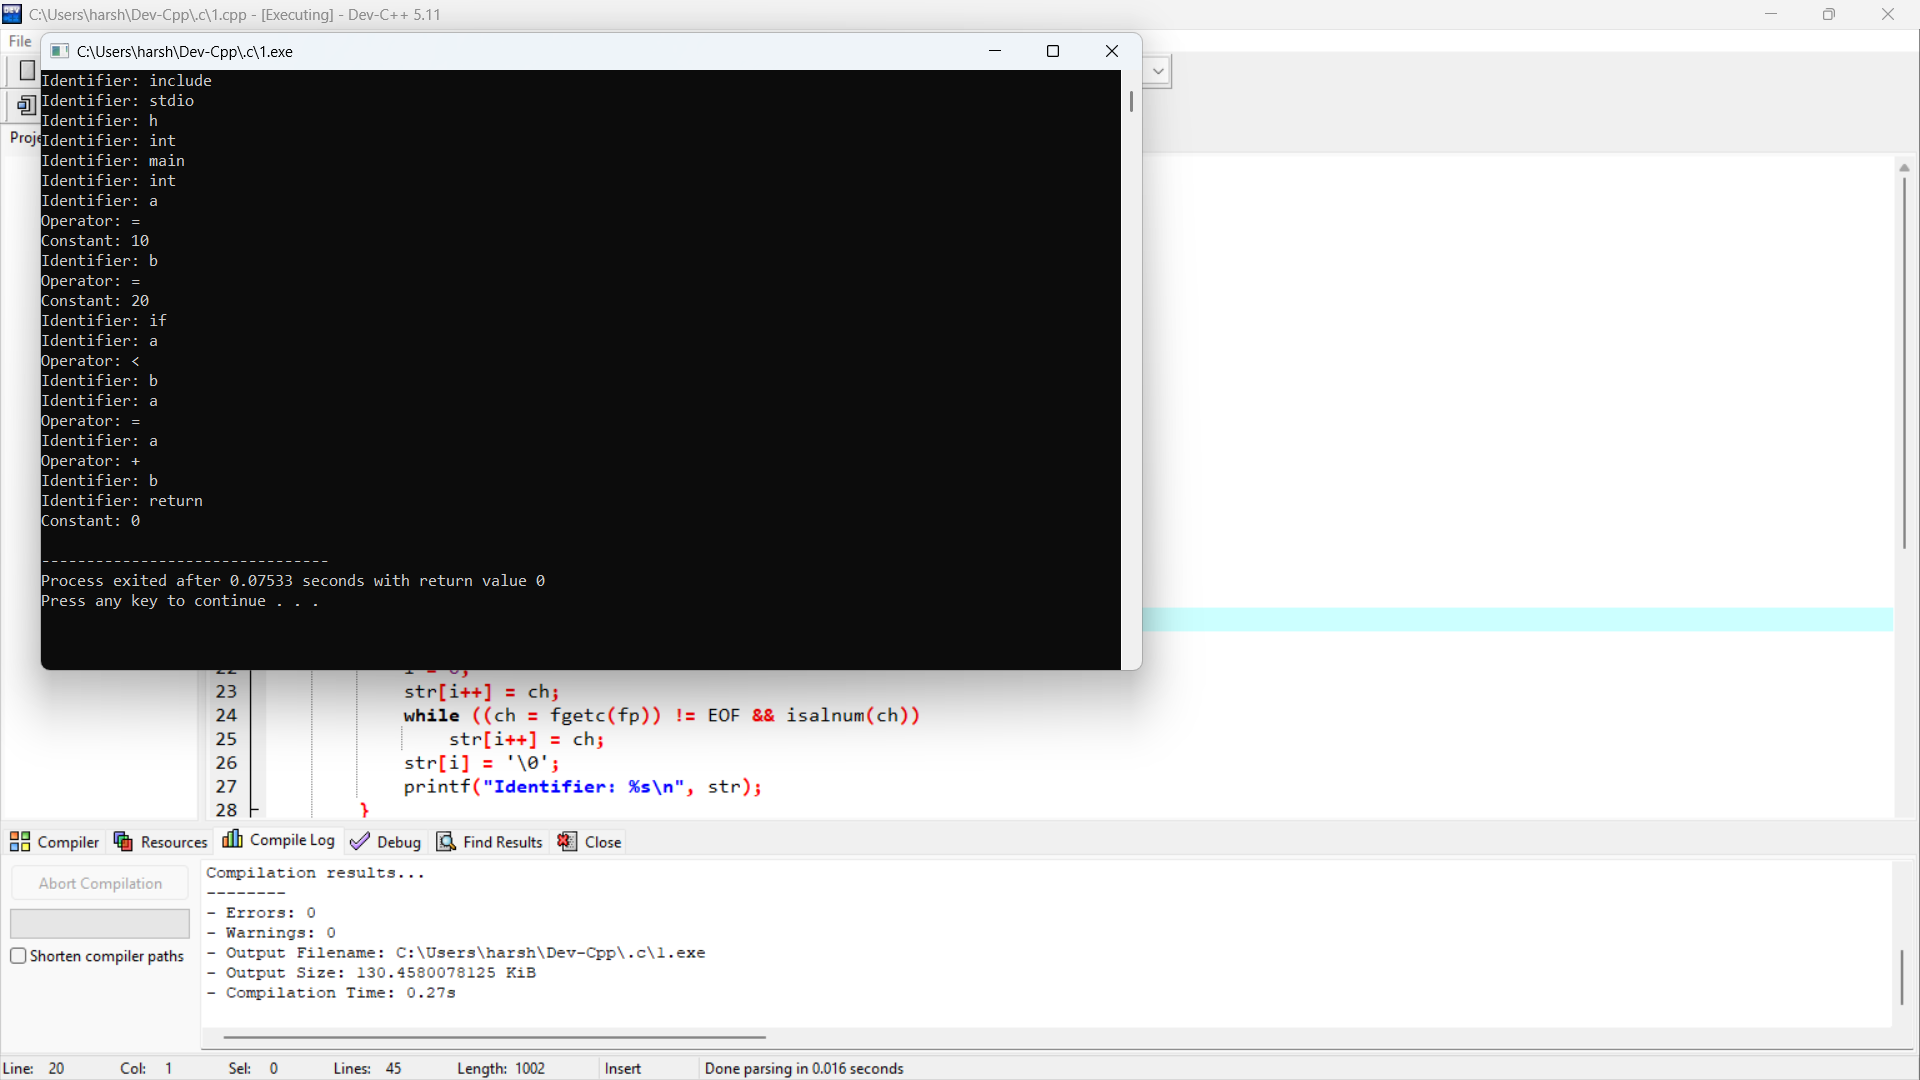 C:\Users\harsh\Dev-Cpp\.c\1.cpp - [Executing] - Dev-C++ 5.11
File
C:\Users\harsh\Dev-Cpp\.c\1.exe
Proje
Identifier: include
Identifier: stdio
Identifier: h
Identifier: int
Identifier: main
Identifier: int
Identifier: a
Operator: =
Constant: 10
Identifier: b
Operator: =
Constant: 20
Identifier: if
Identifier: a
Operator: <
Identifier: b
Identifier: a
Operator: =
Identifier: a
Operator: +
Identifier: b
Identifier: return
Constant: 0
--------------------------------
Process exited after 0.07533 seconds with return value 0
Press any key to continue . . .
23 str[i++] = ch;
24 while ((ch = fgetc(fp)) != EOF && isalnum(ch))
25 str[i++] = ch;
26 str[i] = '\0';
27 printf("Identifier: %s\n", str);
28 }
Compiler Resources Compile Log Debug Find Results Close
Abort Compilation
Shorten compiler paths
Compilation results...
--------
- Errors: 0
- Warnings: 0
- Output Filename: C:\Users\harsh\Dev-Cpp\.c\1.exe
- Output Size: 130.4580078125 KiB
- Compilation Time: 0.27s
Line: 20 Col: 1 Sel: 0 Lines: 45 Length: 1002 Insert Done parsing in 0.016 seconds